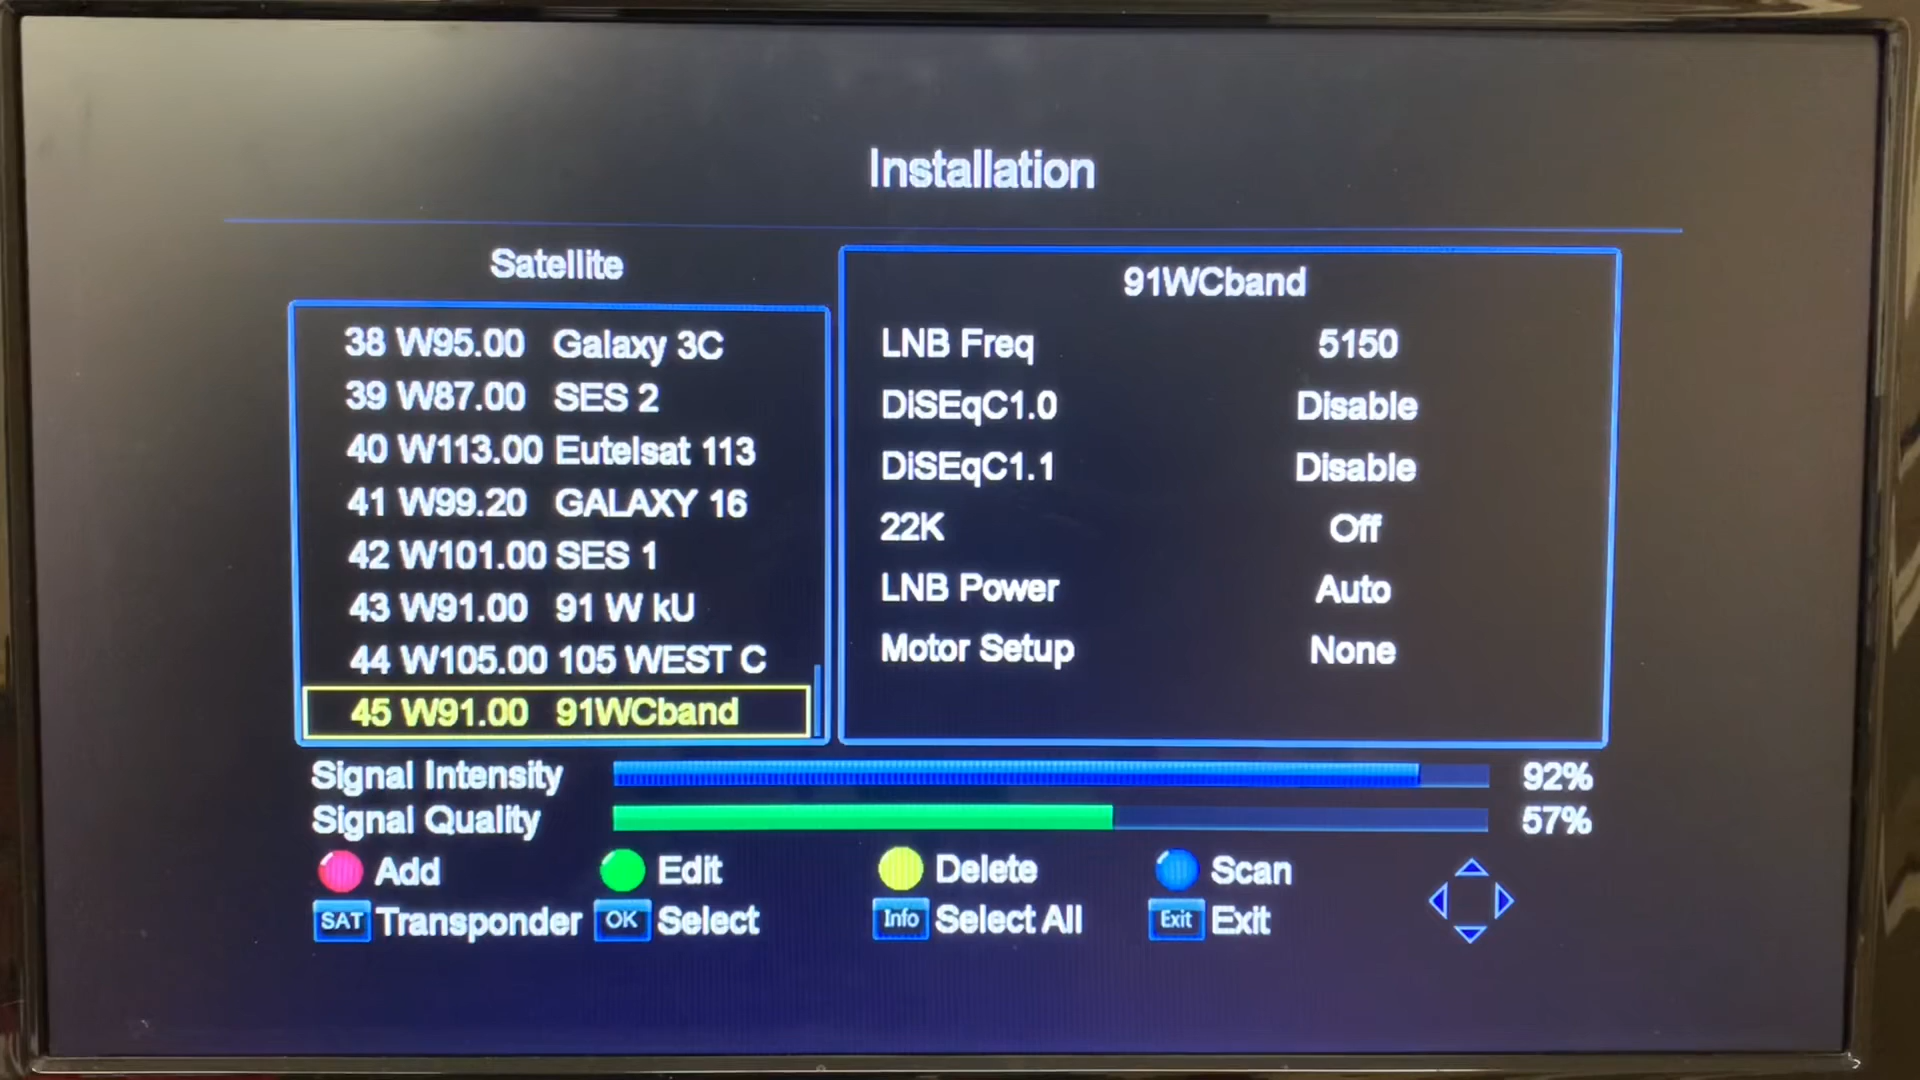 Installation
Satellite
38 W95.00 Galaxy 3C
39 W87.00 SES 2
40 W113.00 Eutelsat 113
41 W99.20 GALAXY 16
42 W101.00 SES 1
43 W91.00 91 W kU
44 W105.00 105 WEST C
45 W91.00 91WCband
91WCband
LNB Freq 5150
DiSEqC1.0 Disable
DiSEqC1.1 Disable
22K Off
LNB Power Auto
Motor Setup None
Signal Intensity 92%
Signal Quality 57%
Add Edit Delete Scan
SAT Transponder OK Select Info Select All Exit Exit